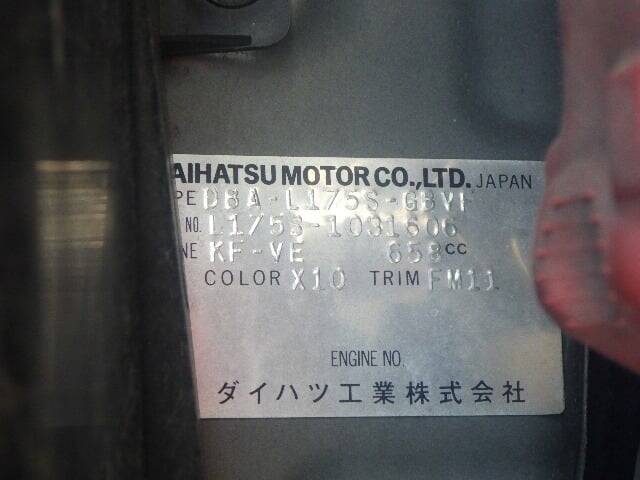 AIHATSU MOTOR CO.,LTD. JAPAN
PE DBA-L175S-GBVF
NO. L175S-1031606
NE KF-VE 658CC
COLOR X10 TRIM FM11
ENGINE NO.
ダイハツ工業株式会社